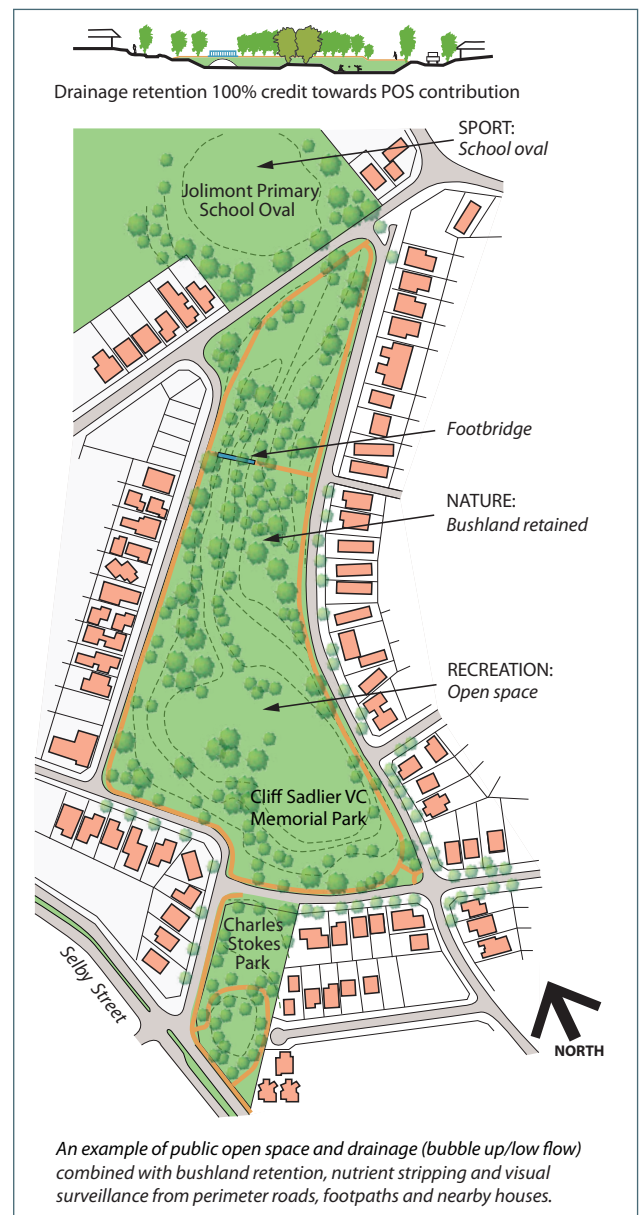 Drainage retention 100% credit towards POS contribution
SPORT:
School oval
Jolimont Primary
School Oval
Footbridge
NATURE:
Bushland retained
RECREATION:
Open space
Cliff Sadlier VC
Memorial Park
Charles
Stokes
Park
Selby Street
NORTH
An example of public open space and drainage (bubble up/low flow)
combined with bushland retention, nutrient stripping and visual
surveillance from perimeter roads, footpaths and nearby houses.